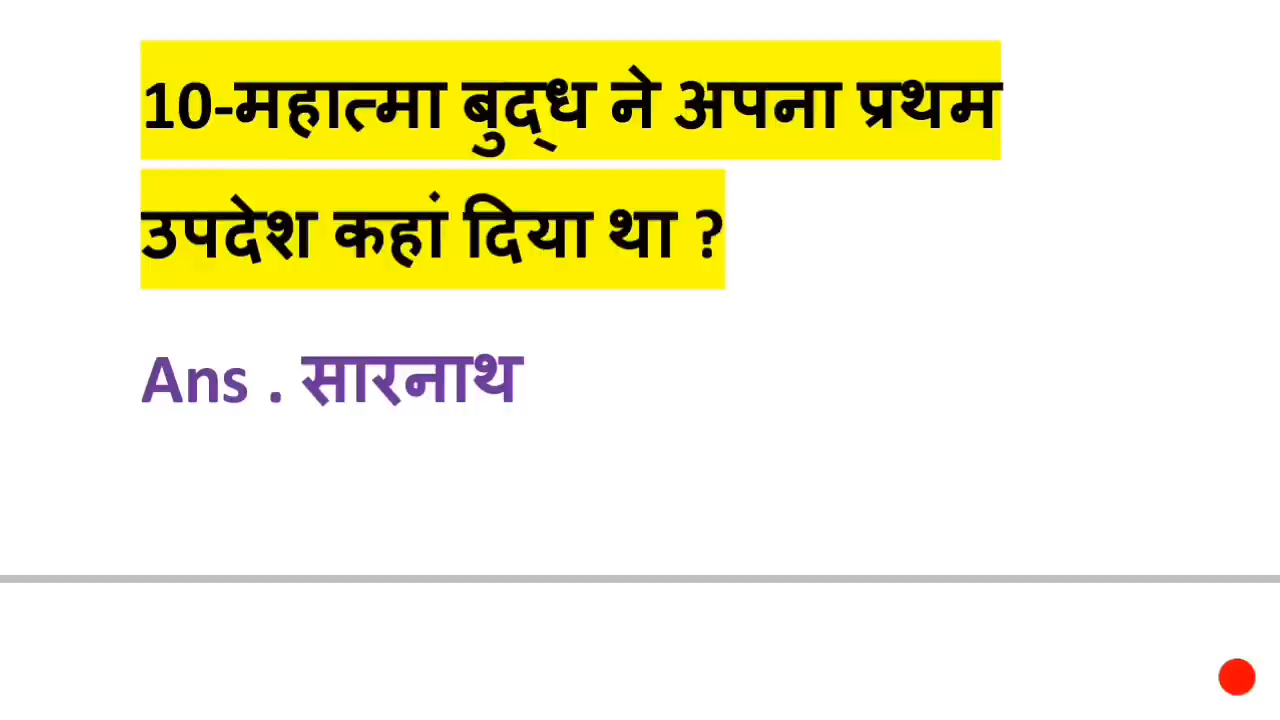 10-महात्मा बुद्ध ने अपना प्रथम
उपदेश कहां दिया था ?
Ans . सारनाथ